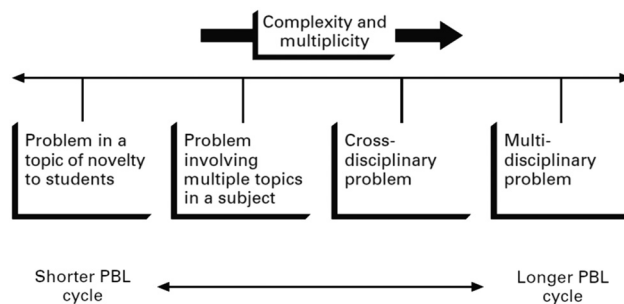 Complexity and
multiplicity
Problem in a
topic of novelty
to students
Problem
involving
multiple topics
in a subject
Cross-
disciplinary
problem
Multi-
disciplinary
problem
Shorter PBL
cycle
Longer PBL
cycle